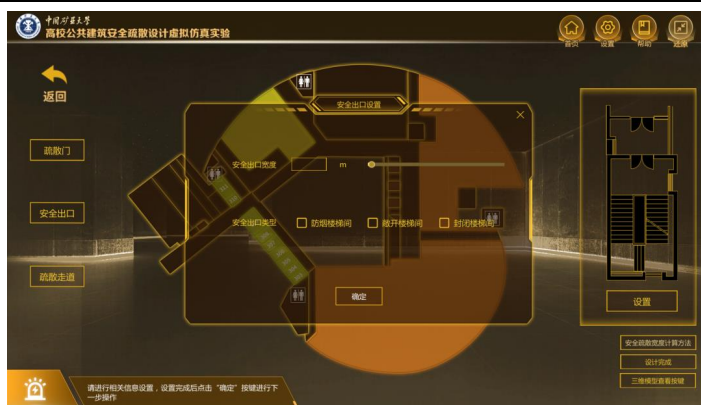 中国矿业大学
高校公共建筑安全疏散设计虚拟仿真实验
首页
设置
帮助
还原
返回
疏散门
安全出口
疏散走道
安全出口设置
安全出口宽度
m
安全出口类型
防烟楼梯间
敞开楼梯间
封闭楼梯间
确定
设置
安全疏散宽度计算方法
设计完成
三维模型查看按键
请进行相关信息设置，设置完成后点击“确定”按键进行下
一步操作